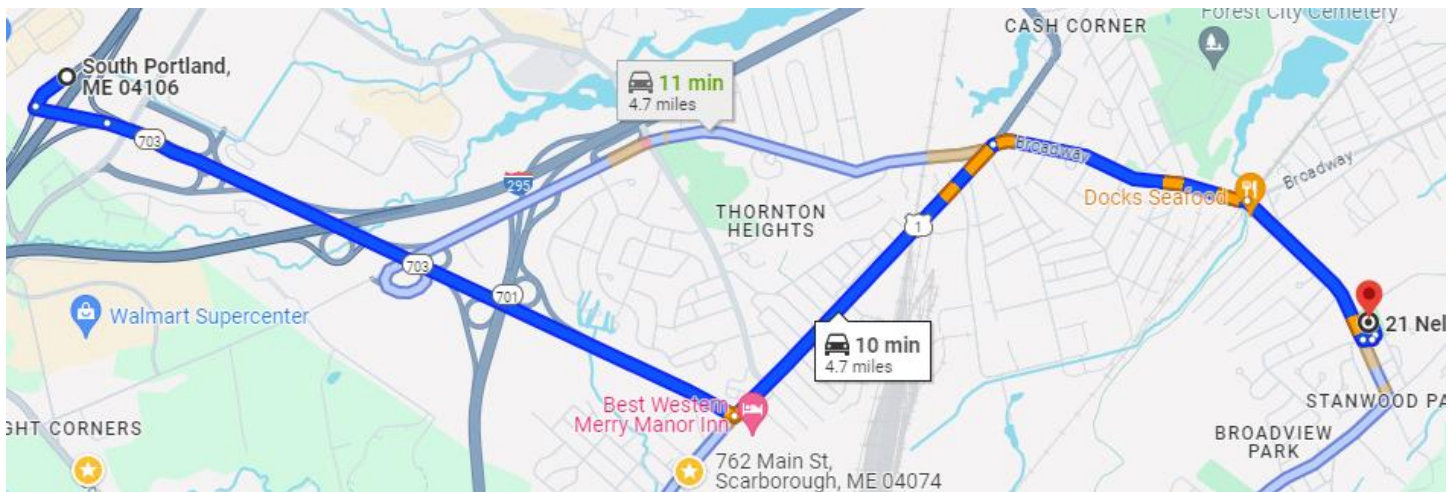 CASH CORNER
Forest City Cemetery
South Portland,
ME 04106
11 min
4.7 miles
703
Broadway
Broadway
295
Docks Seafood
THORNTON
HEIGHTS
1
703
701
Walmart Supercenter
21 Nel
10 min
4.7 miles
Best Western
Merry Manor Inn
STANWOOD PA
GHT CORNERS
BROADVIEW
PARK
762 Main St,
Scarborough, ME 04074